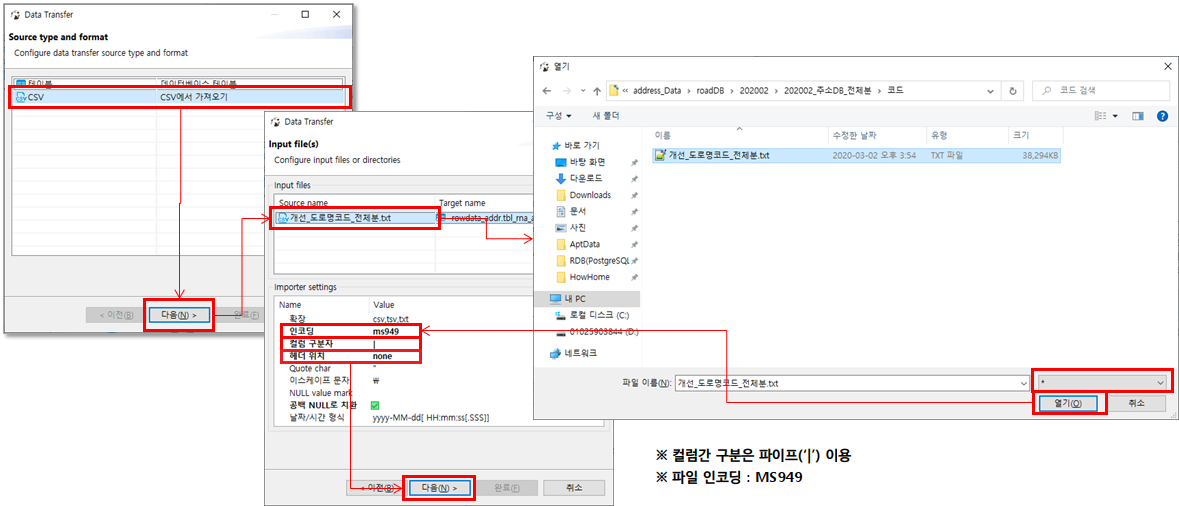 Data Transfer
Source type and format
Configure data transfer source type and format
테이블 데이터베이스 테이블
CSV CSV에서 가져오기
< 이전(B) 다음(N) > 완료(F)
Data Transfer
Input file(s)
Configure input files or directories
Input files
Source name Target name
개선_도로명코드_전체분.txt rowdata_addr.tbl_rna_a
Importer settings
Name Value
확장 csv,tsv,txt
인코딩 ms949
컬럼 구분자 |
헤더 위치 none
Quote char "
이스케이프 문자 ₩
NULL value mark
공백 NULL로 치환
날짜/시간 형식 yyyy-MM-dd[ HH:mm:ss[.SSS]]
< 이전(B) 다음(N) > 완료(F) 취소
열기
« address_Data > roadDB > 202002 > 202002_주소DB_전체분 > 코드
코드 검색
구성 새 폴더
이름 수정한 날짜 유형 크기
개선_도로명코드_전체분.txt 2020-03-02 오후 3:54 TXT 파일 38,294KB
바로 가기
바탕 화면
다운로드
Downloads
문서
사진
AptData
RDB(PostgreSQL
HowHome
내 PC
로컬 디스크 (C:)
01025903844 (D:)
네트워크
파일 이름(N): 개선_도로명코드_전체분.txt *
열기(O) 취소
※ 컬럼간 구분은 파이프('|') 이용
※ 파일 인코딩 : MS949